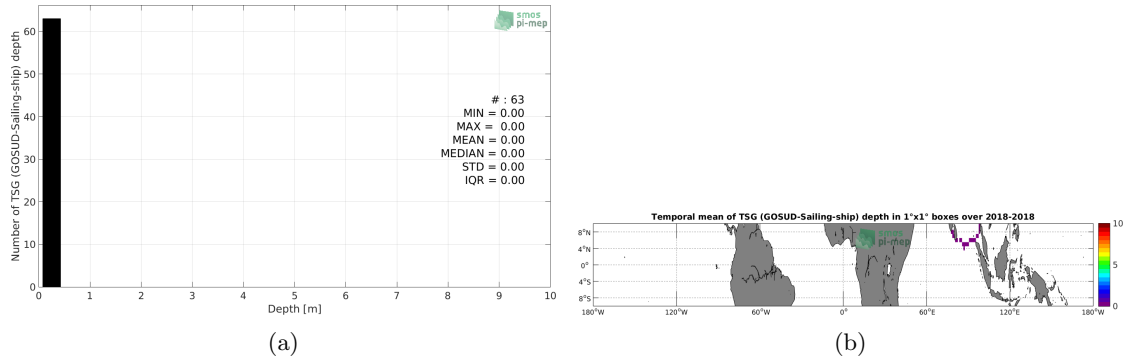 smos
pi-mep
Number of TSG (GOSUD-Sailing-ship) depth
60
50
40
30
20
10
0
# : 63
MIN = 0.00
MAX = 0.00
MEAN = 0.00
MEDIAN = 0.00
STD = 0.00
IQR = 0.00
0 1 2 3 4 5 6 7 8 9 10
Depth [m]
(a)
Temporal mean of TSG (GOSUD-Sailing-ship) depth in 1°x1° boxes over 2018-2018
smos
pi-mep
8°N
4°N
0°
4°S
8°S
180°W 120°W 60°W 0° 60°E 120°E 180°W
10
5
0
(b)